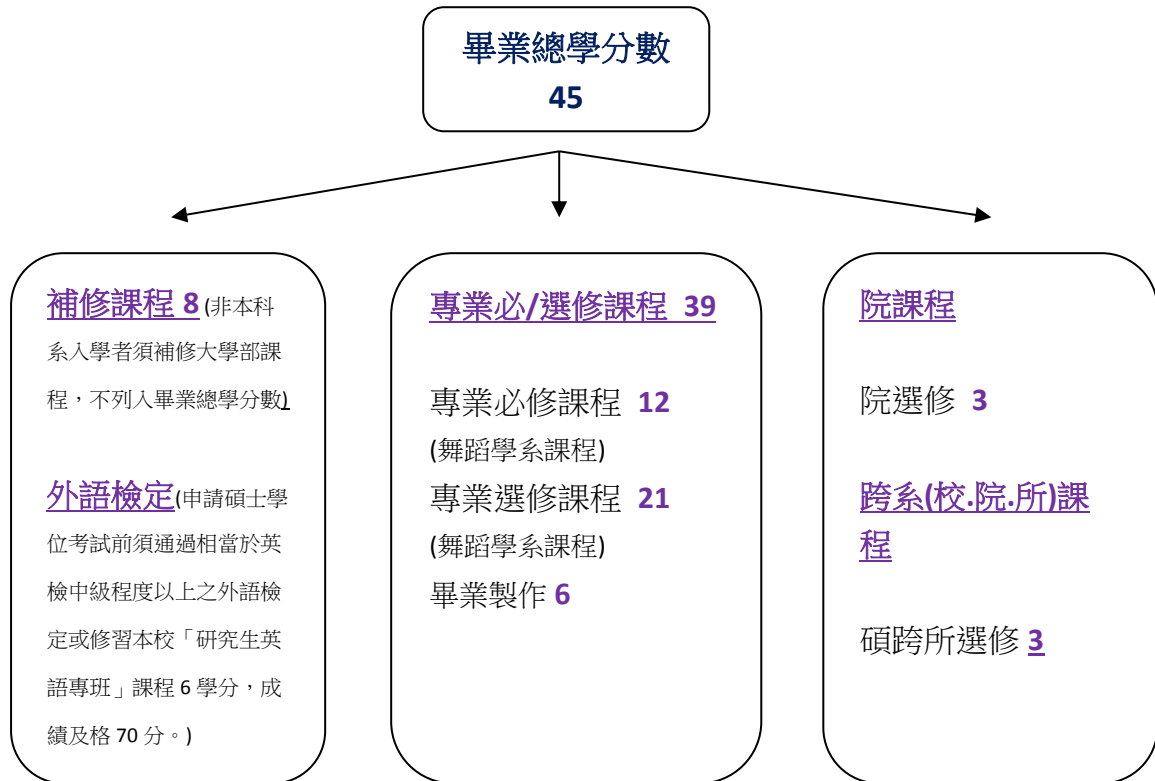 畢業總學分數
45
補修課程 8 (非本科
系入學者須補修大學部課
程，不列入畢業總學分數)
外語檢定(申請碩士學
位考試前須通過相當於英
檢中級程度以上之外語檢
定或修習本校「研究生英
語專班」課程 6 學分，成
績及格 70 分。)
專業必/選修課程 39
專業必修課程 12
(舞蹈學系課程)
專業選修課程 21
(舞蹈學系課程)
畢業製作 6
院課程
院選修 3
跨系(校.院.所)課
程
碩跨所選修 3